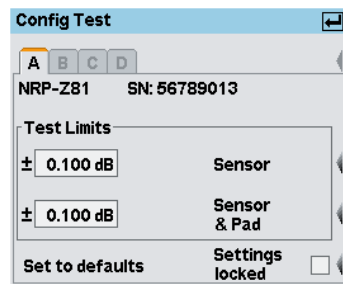 Config Test
A B C D
NRP-Z81 SN: 56789013
Test Limits
± 0.100 dB Sensor
± 0.100 dB Sensor
& Pad
Set to defaults Settings
locked